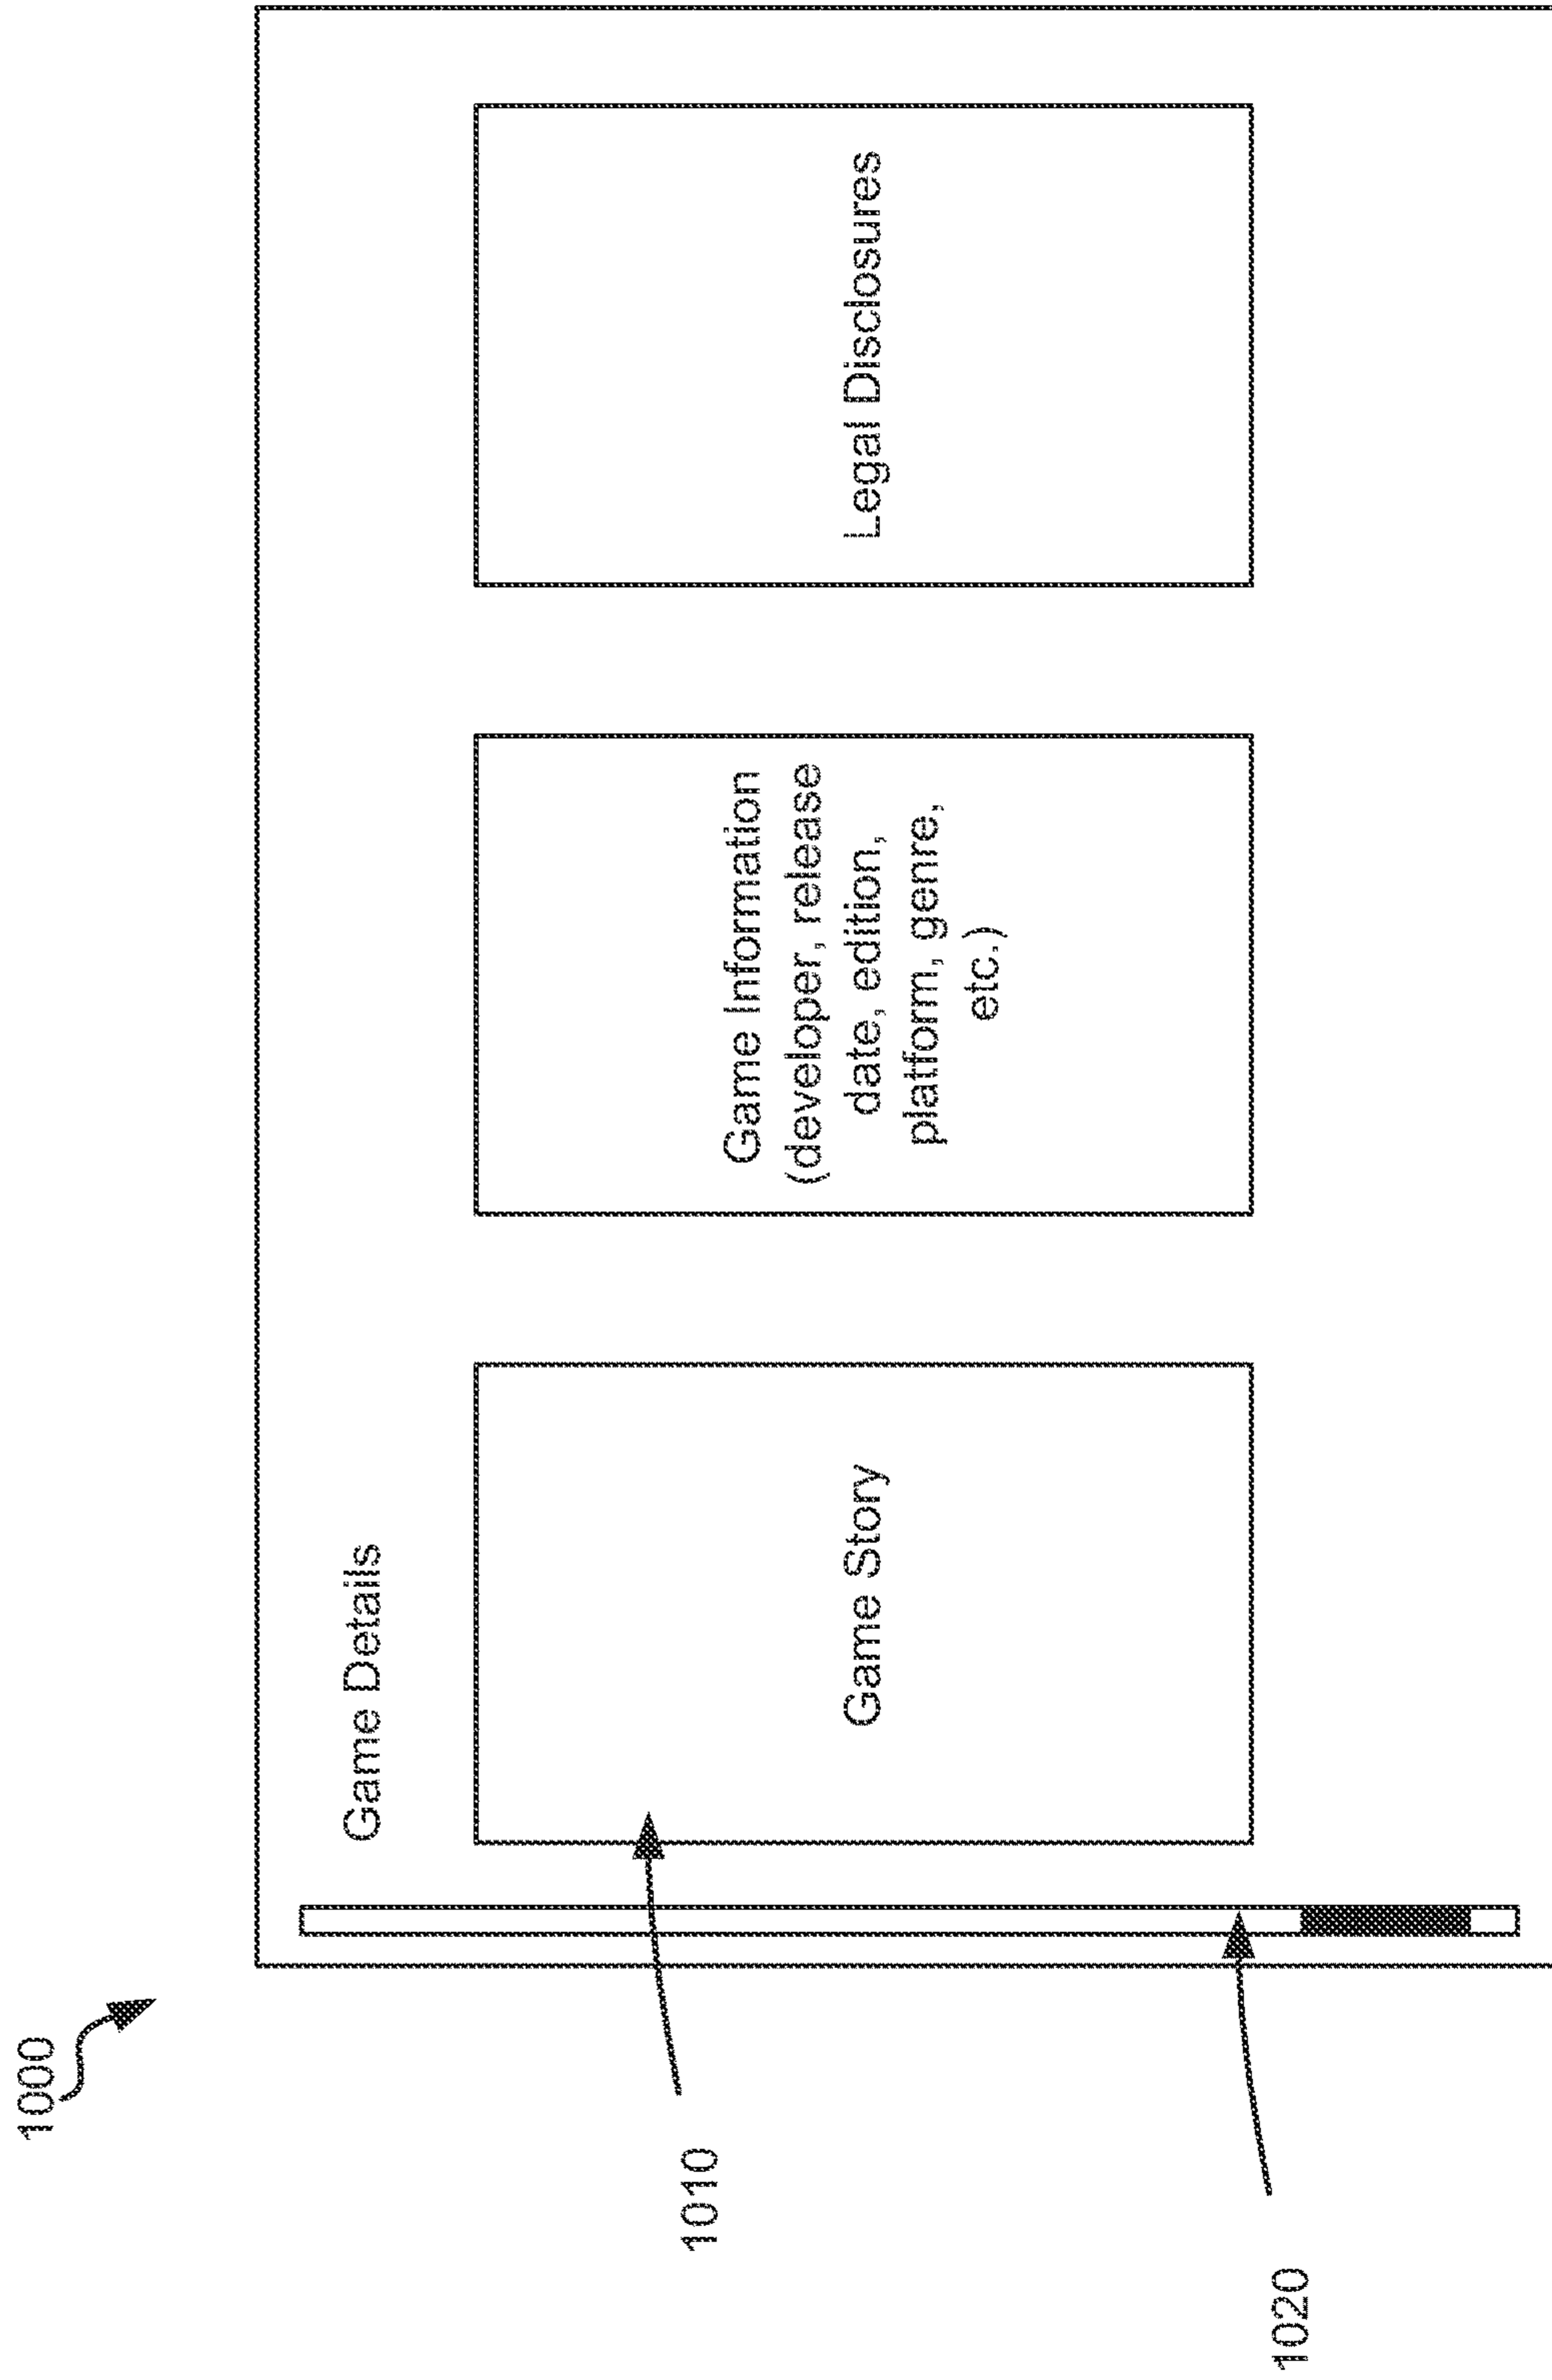 1000
Game Details
1010
Game Story
Game Information
(developer, release
date, edition,
platform, genre,
etc.)
Legal Disclosures
1020